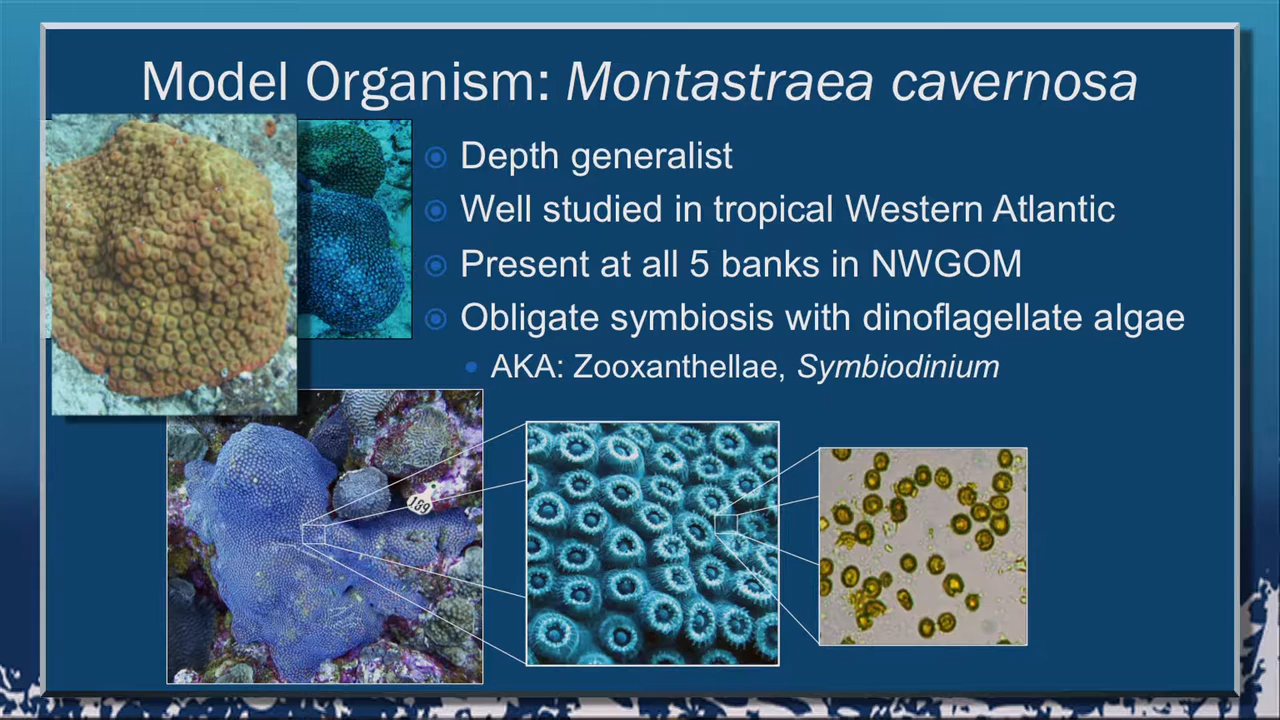 Model Organism: Montastraea cavernosa
Depth generalist
Well studied in tropical Western Atlantic
Present at all 5 banks in NWGOM
Obligate symbiosis with dinoflagellate algae
AKA: Zooxanthellae, Symbiodinium
169